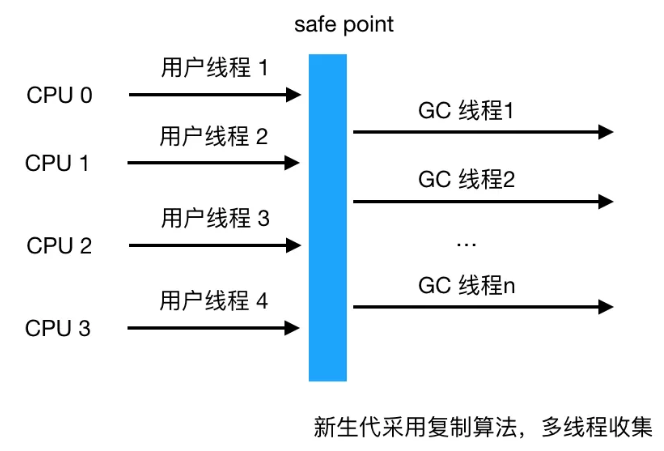 safe point
用户线程 1
CPU 0
GC 线程1
用户线程 2
CPU 1
GC 线程2
用户线程 3
CPU 2
...
GC 线程n
用户线程 4
CPU 3
新生代采用复制算法，多线程收集